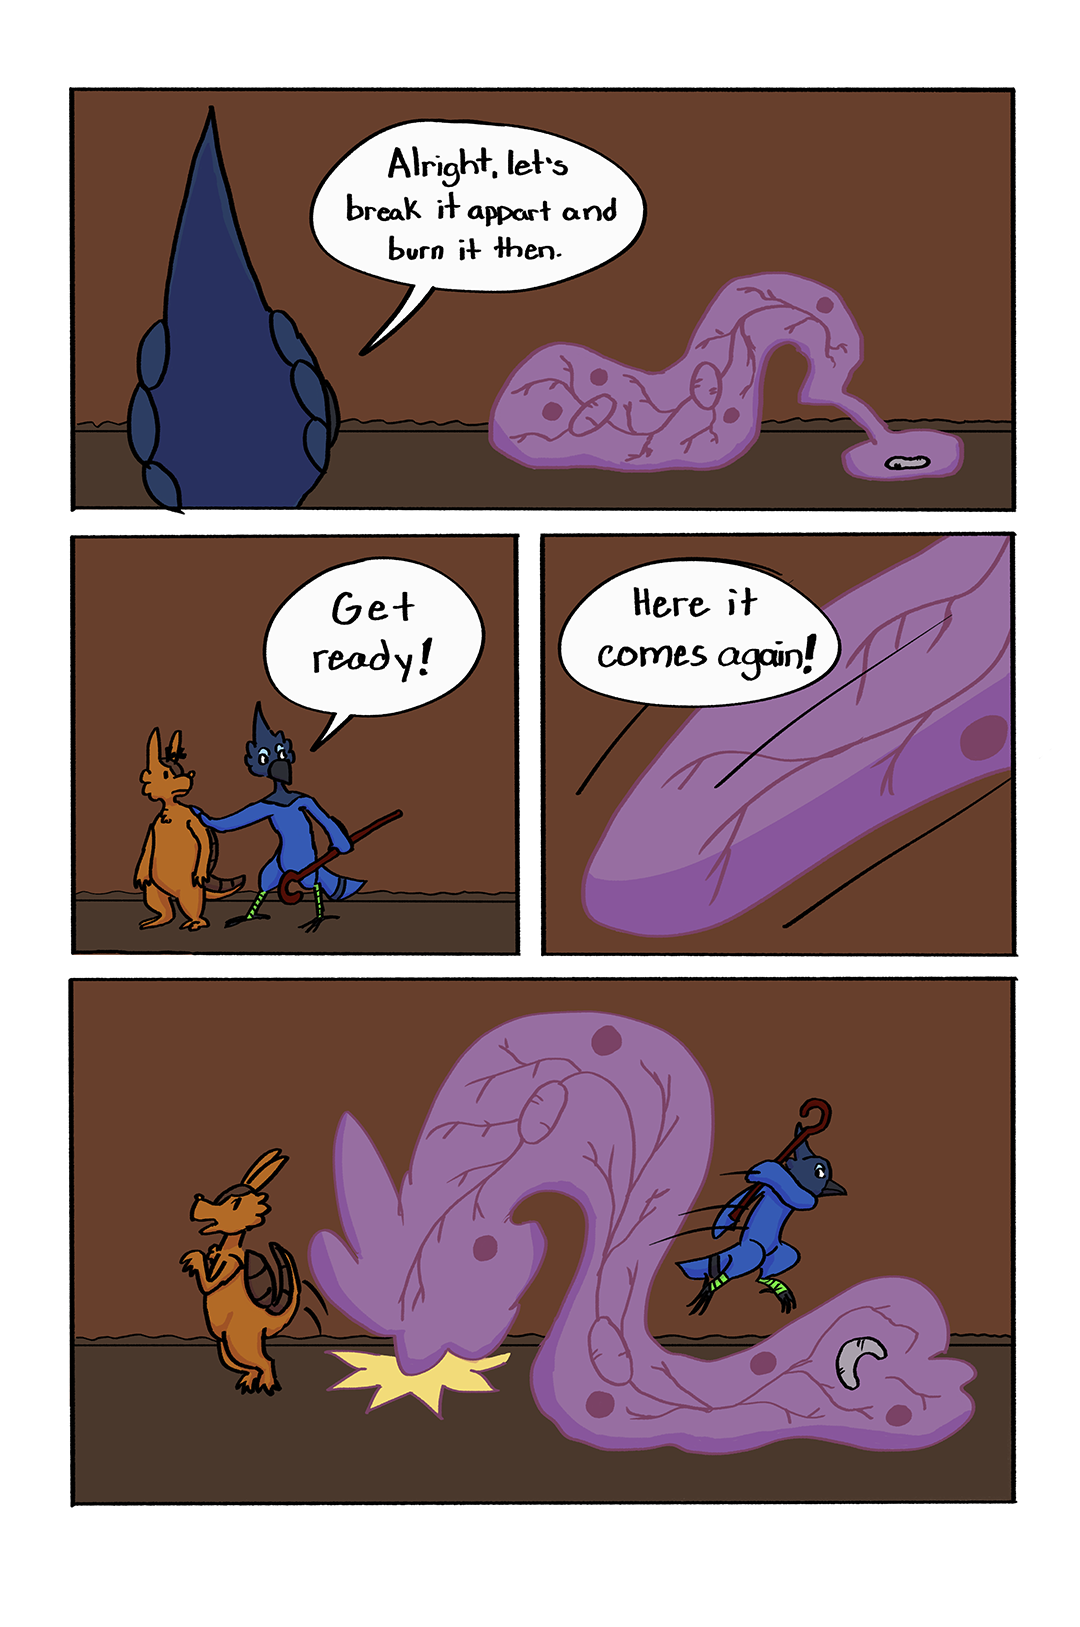 Alright, let's
break it appart and
burn it then.
Get
ready!
Here it
comes again!